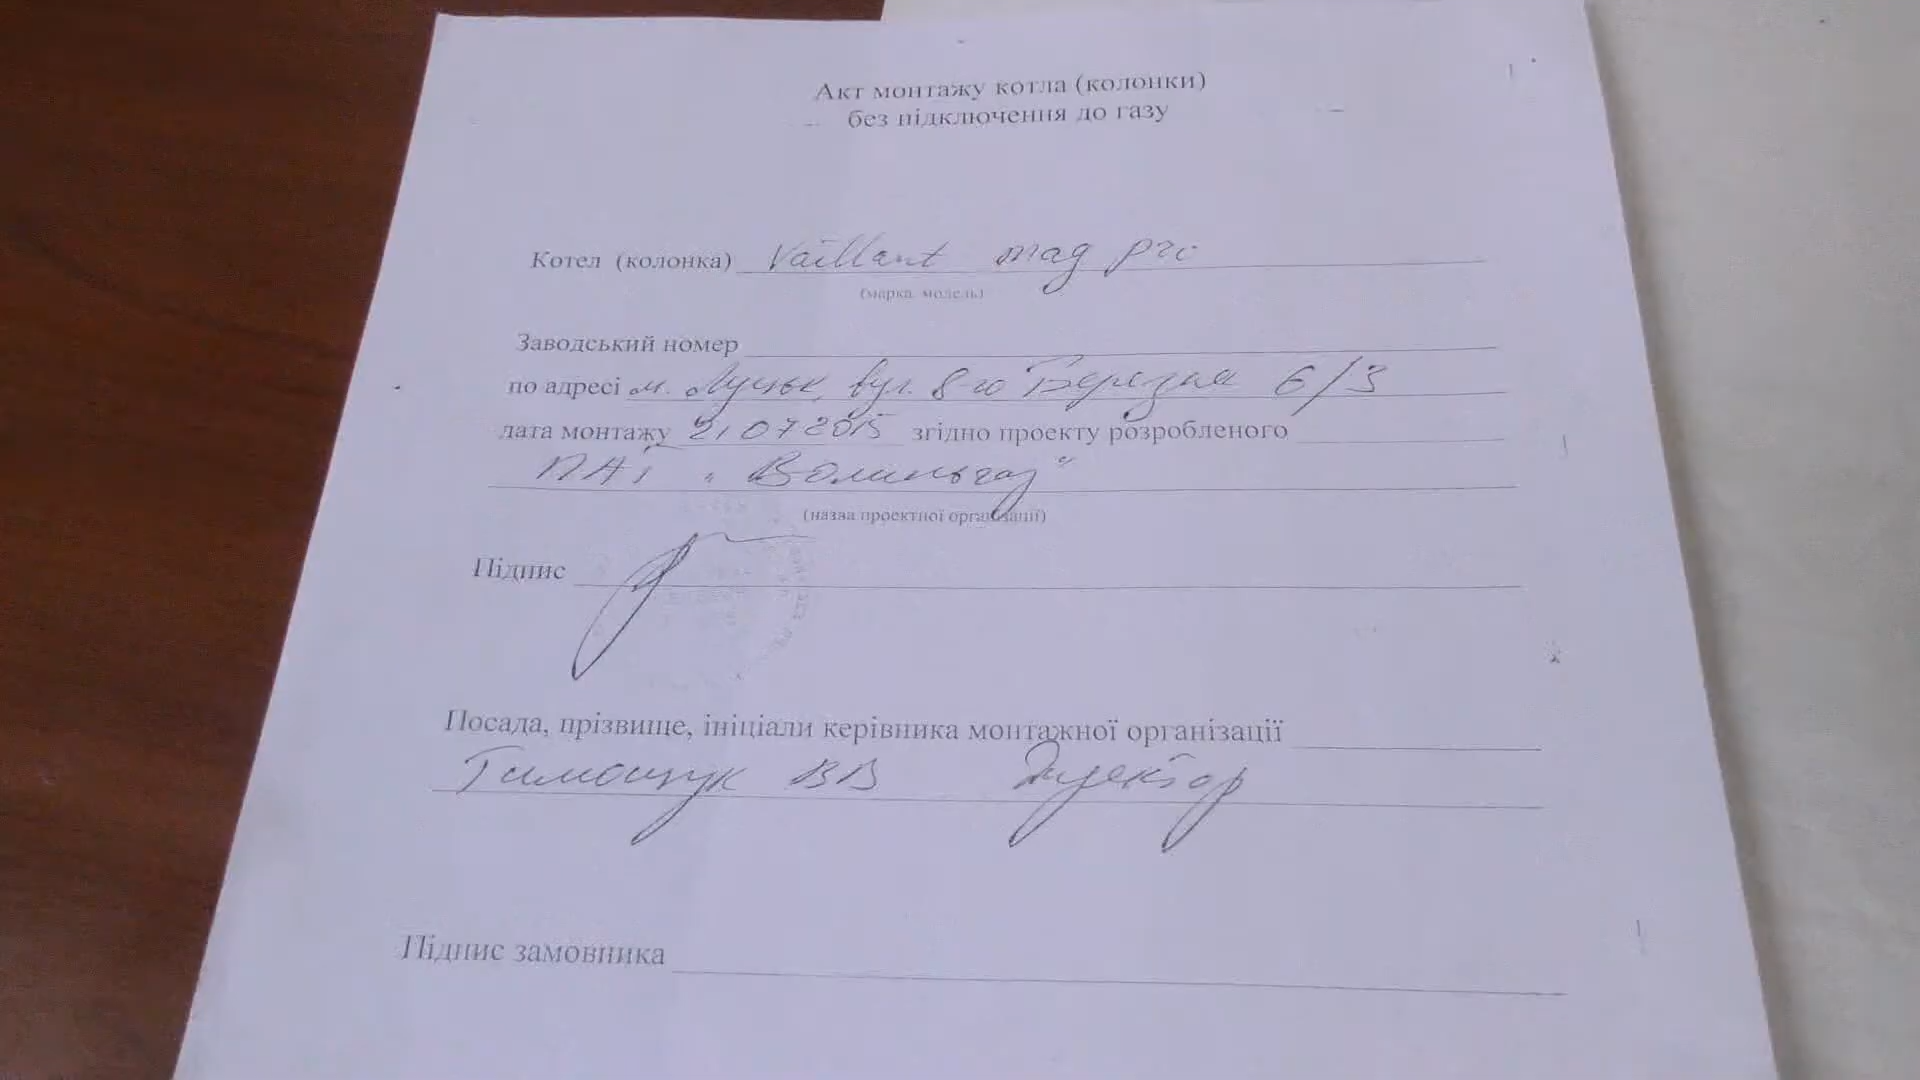 Акт монтажу котла (колонки)
без підключення до газу
Котел (колонка) Vaillant mag pro
(марка, модель)
Заводський номер
по адресі м. Луцьк, вул. 8-го Березня 6/3
дата монтажу 21 07 2015 згідно проекту розробленого
ПАТ "Волиньгаз"
(назва проектної організації)
Підпис
Посада, прізвище, ініціали керівника монтажної організації
Тимощук ВВ Директор
Підпис замовника